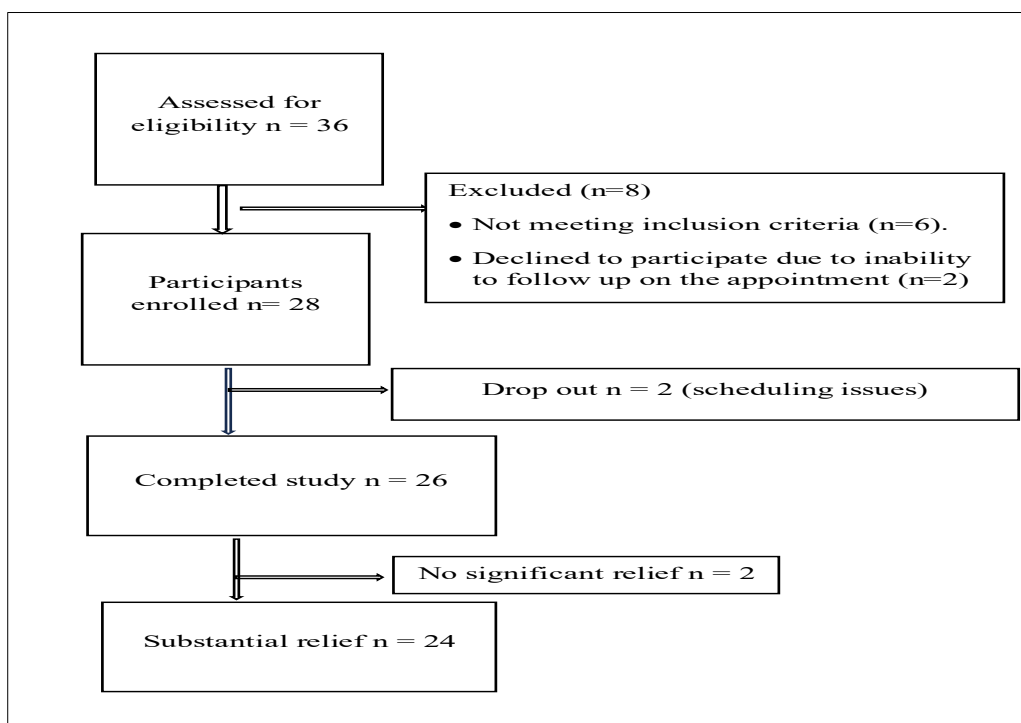 Assessed for
eligibility n = 36
Excluded (n=8)
• Not meeting inclusion criteria (n=6).
• Declined to participate due to inability
to follow up on the appointment (n=2)
Participants
enrolled n= 28
Drop out n = 2 (scheduling issues)
Completed study n = 26
No significant relief n = 2
Substantial relief n = 24